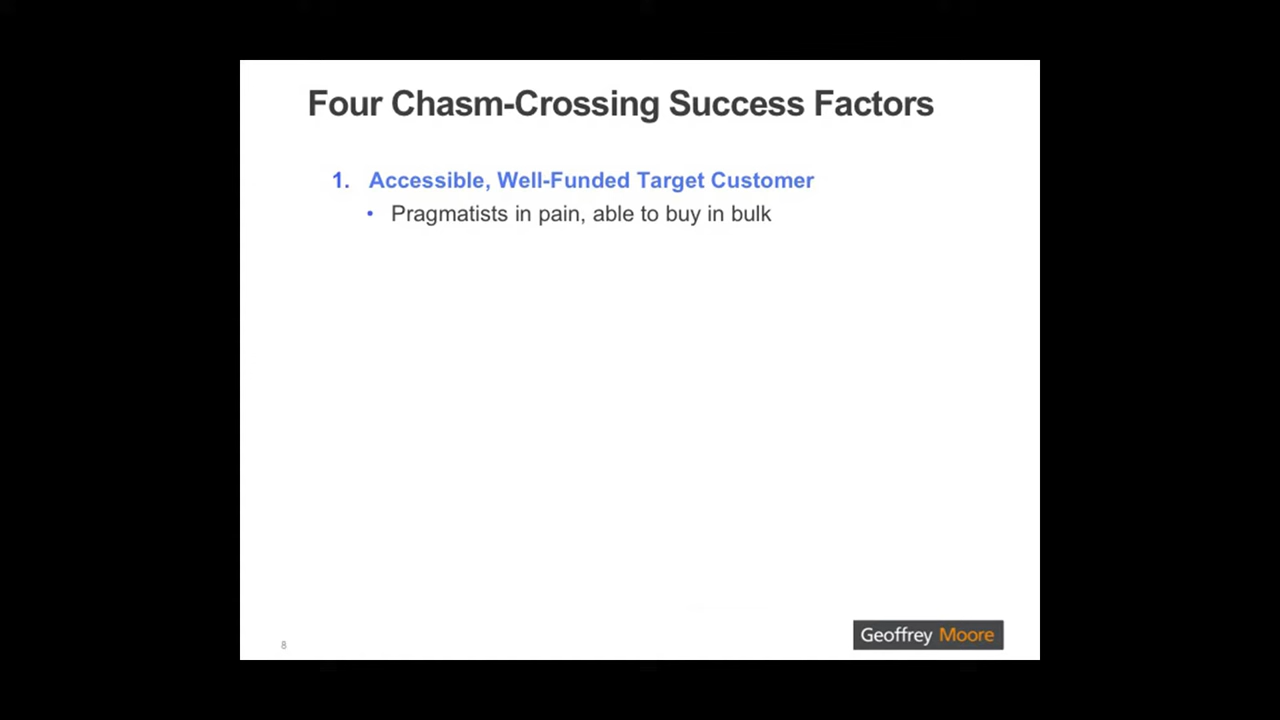 Four Chasm-Crossing Success Factors
1. Accessible, Well-Funded Target Customer
• Pragmatists in pain, able to buy in bulk
8
Geoffrey Moore